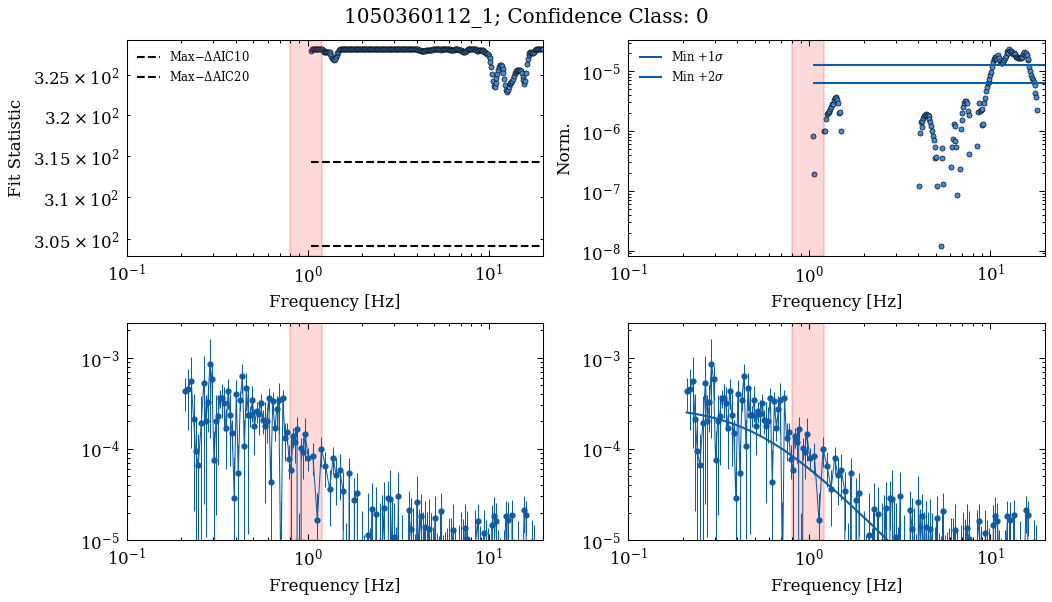 1050360112_1; Confidence Class: 0
Max−ΔAIC10
Max−ΔAIC20
3.25 × 10²
3.2 × 10²
3.15 × 10²
3.1 × 10²
3.05 × 10²
Fit Statistic
10⁻¹ 10⁰ 10¹
Frequency [Hz]
Min +1σ
Min +2σ
10⁻⁵
10⁻⁶
10⁻⁷
10⁻⁸
Norm.
10⁻¹ 10⁰ 10¹
Frequency [Hz]
10⁻³
10⁻⁴
10⁻⁵
10⁻¹ 10⁰ 10¹
Frequency [Hz]
10⁻³
10⁻⁴
10⁻⁵
10⁻¹ 10⁰ 10¹
Frequency [Hz]